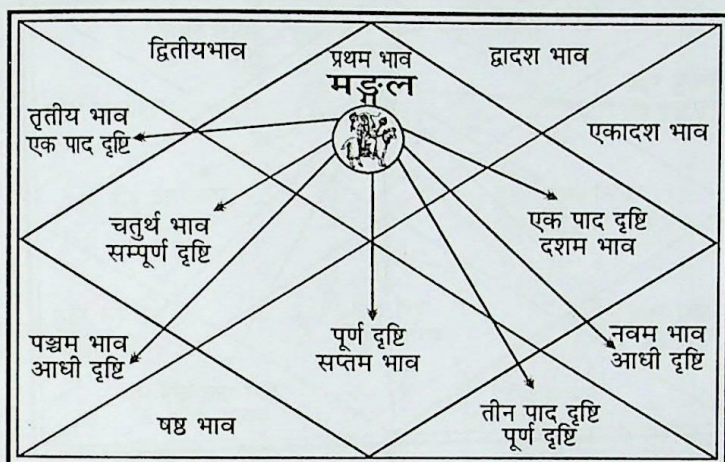 द्वितीयभाव
प्रथम भाव
मङ्गल
द्वादश भाव
तृतीय भाव
एक पाद दृष्टि
एकादश भाव
चतुर्थ भाव
सम्पूर्ण दृष्टि
एक पाद दृष्टि
दशम भाव
पञ्चम भाव
आधी दृष्टि
पूर्ण दृष्टि
सप्तम भाव
नवम भाव
आधी दृष्टि
षष्ठ भाव
तीन पाद दृष्टि
पूर्ण दृष्टि